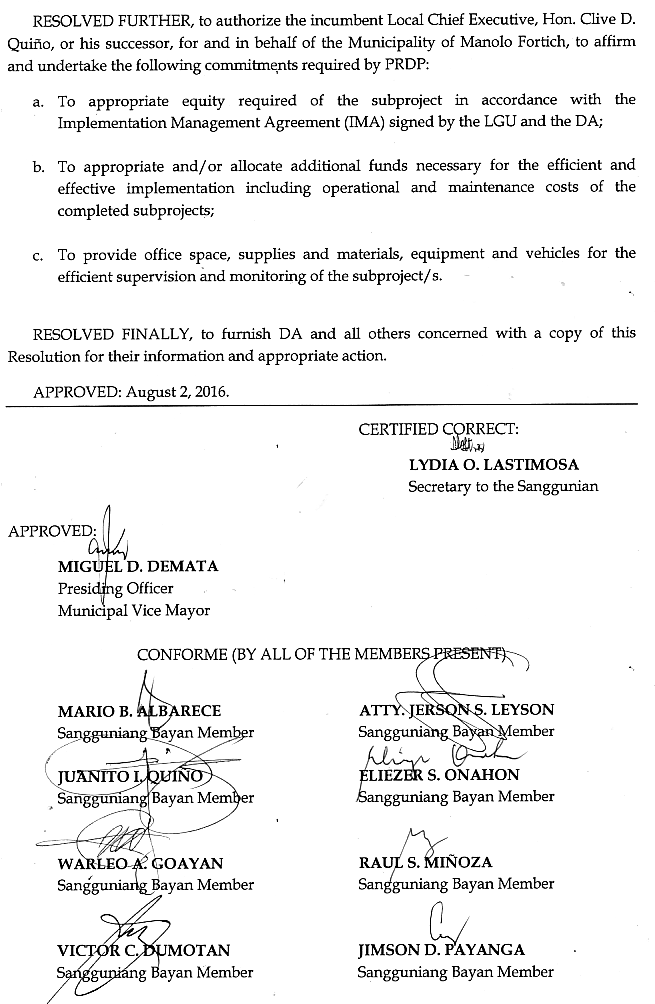 RESOLVED FURTHER, to authorize the incumbent Local Chief Executive, Hon. Clive D.
Quiño, or his successor, for and in behalf of the Municipality of Manolo Fortich, to affirm
and undertake the following commitments required by PRDP:
a. To appropriate equity required of the subproject in accordance with the
Implementation Management Agreement (IMA) signed by the LGU and the DA;
b. To appropriate and/or allocate additional funds necessary for the efficient and
effective implementation including operational and maintenance costs of the
completed subprojects;
c. To provide office space, supplies and materials, equipment and vehicles for the
efficient supervision and monitoring of the subproject/s.
RESOLVED FINALLY, to furnish DA and all others concerned with a copy of this
Resolution for their information and appropriate action.
APPROVED: August 2, 2016.
CERTIFIED CORRECT:
LYDIA O. LASTIMOSA
Secretary to the Sanggunian
APPROVED:
MIGUEL D. DEMATA
Presiding Officer
Municipal Vice Mayor
CONFORME (BY ALL OF THE MEMBERS PRESENT)
MARIO B. ALBARECE
Sangguniang Bayan Member
ATTY. JERSON S. LEYSON
Sangguniang Bayan Member
JUANITO I. QUIÑO
Sangguniang Bayan Member
ELIEZER S. ONAHON
Sangguniang Bayan Member
WARLEO A. GOAYAN
Sangguniang Bayan Member
RAUL S. MIÑOZA
Sangguniang Bayan Member
VICTOR C. DUMOTAN
Sangguniang Bayan Member
JIMSON D. PAYANGA
Sangguniang Bayan Member